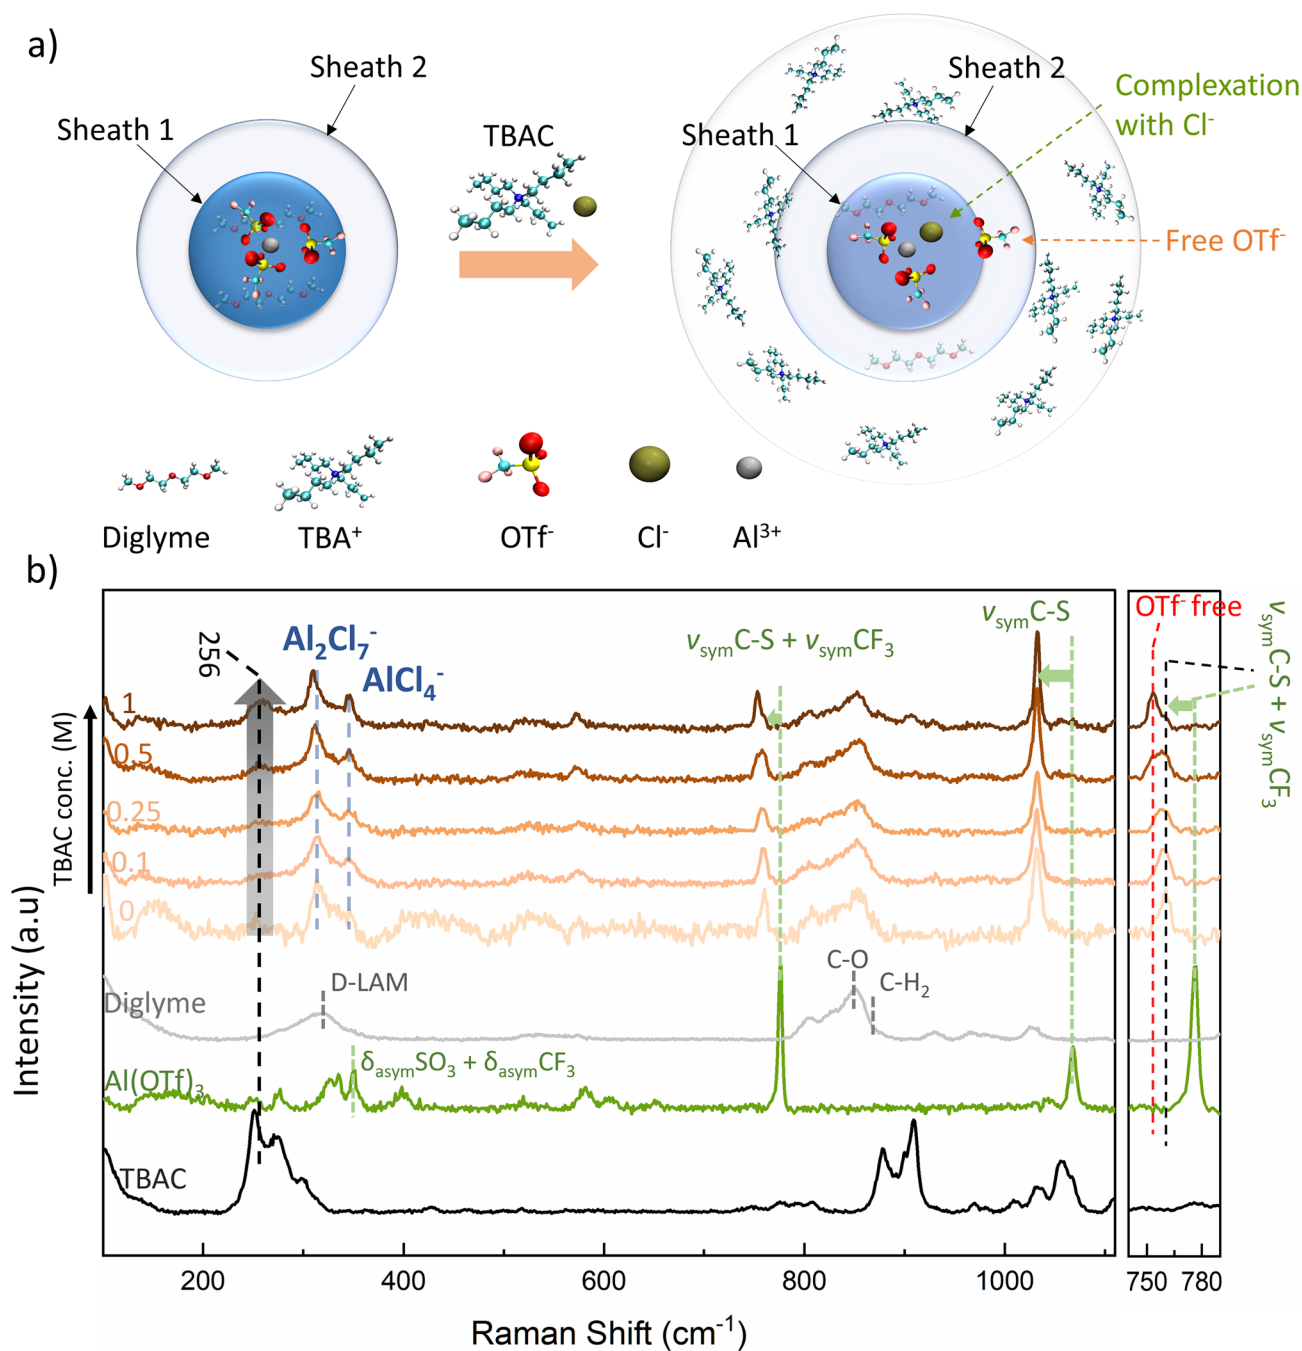 a)
Sheath 2
Sheath 1
TBAC
Sheath 2
Sheath 1
Complexation
with Cl⁻
Free OTf⁻
Diglyme
TBA⁺
OTf⁻
Cl⁻
Al³⁺
b)
256
Al₂Cl₇⁻
AlCl₄⁻
νsymC-S + νsymCF₃
νsymC-S
OTf⁻ free
νsymC-S + νsymCF₃
TBAC conc. (M)
1
0.5
0.25
0.1
0
Diglyme
D-LAM
C-O
C-H₂
Al(OTf)₃
δasymSO₃ + δasymCF₃
TBAC
Intensity (a.u)
200
400
600
800
1000
750
780
Raman Shift (cm⁻¹)